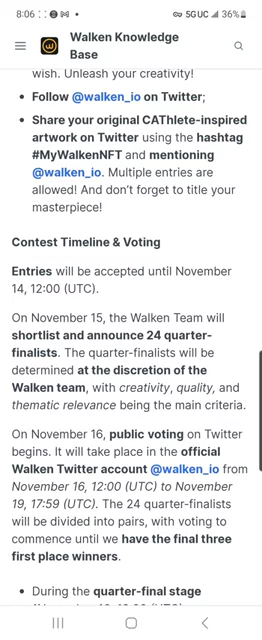 8:06
5G UC
36%
Walken Knowledge
Base
wish. Unleash your creativity!
• Follow @walken_io on Twitter;
• Share your original CAThlete-inspired
artwork on Twitter using the hashtag
#MyWalkenNFT and mentioning
@walken_io. Multiple entries are
allowed! And don't forget to title your
masterpiece!
Contest Timeline & Voting
Entries will be accepted until November
14, 12:00 (UTC).
On November 15, the Walken Team will
shortlist and announce 24 quarter-
finalists. The quarter-finalists will be
determined at the discretion of the
Walken team, with creativity, quality, and
thematic relevance being the main criteria.
On November 16, public voting on Twitter
begins. It will take place in the official
Walken Twitter account @walken_io from
November 16, 12:00 (UTC) to November
19, 17:59 (UTC). The 24 quarter-finalists
will be divided into pairs, with voting to
commence until we have the final three
first place winners.
• During the quarter-final stage